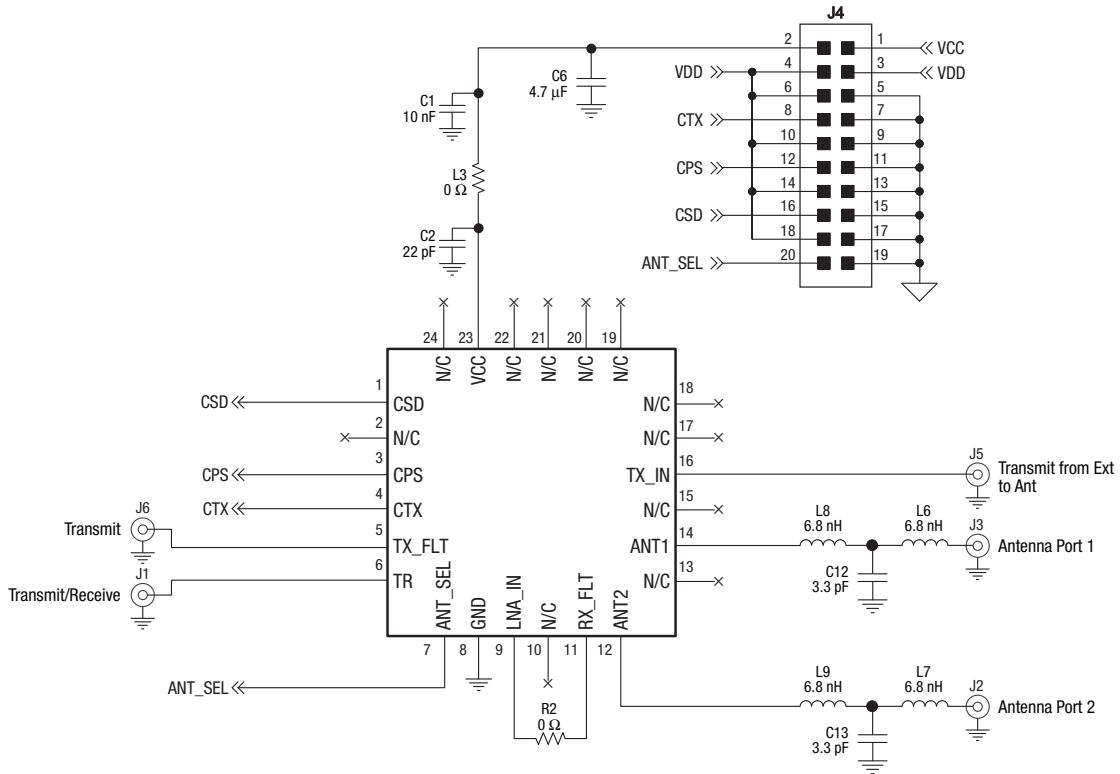 J4
2 1 VCC
VDD 4 3 VDD
6 5
CTX 8 7
10 9
CPS 12 11
14 13
CSD 16 15
18 17
ANT_SEL 20 19
C6
4.7 µF
C1
10 nF
L3
0 Ω
C2
22 pF
24 23 22 21 20 19
N/C VCC N/C N/C N/C N/C
CSD 1 CSD
2 N/C
CPS 3 CPS
CTX 4 CTX
J6
Transmit 5 TX_FLT
J1
Transmit/Receive 6 TR
N/C 18
N/C 17
TX_IN 16
J5
Transmit from Ext
to Ant
N/C 15
ANT1 14
L8
6.8 nH
L6
6.8 nH
J3
Antenna Port 1
C12
3.3 pF
N/C 13
ANT_SEL GND LNA_IN N/C RX_FLT ANT2
7 8 9 10 11 12
ANT_SEL
R2
0 Ω
L9
6.8 nH
L7
6.8 nH
J2
Antenna Port 2
C13
3.3 pF